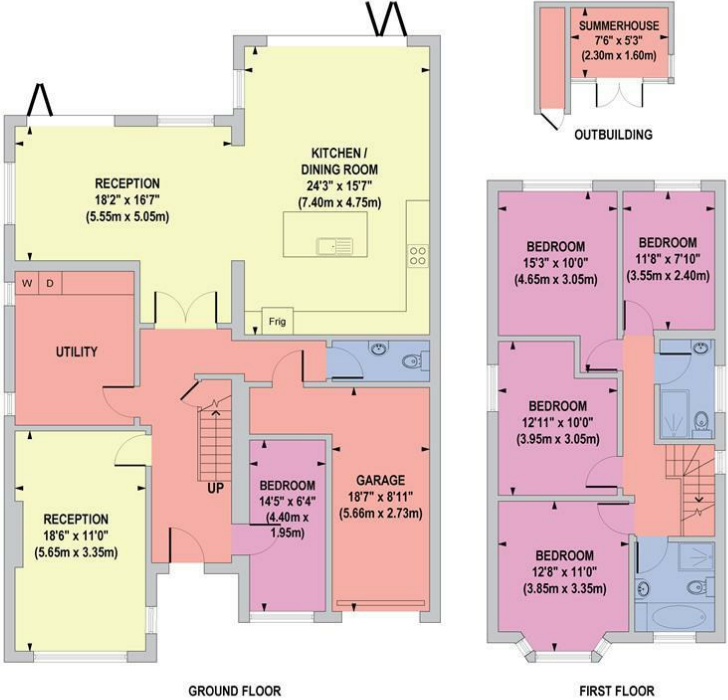 SUMMERHOUSE
7'6" x 5'3"
(2.30m x 1.60m)
OUTBUILDING
KITCHEN /
DINING ROOM
24'3" x 15'7"
(7.40m x 4.75m)
RECEPTION
18'2" x 16'7"
(5.55m x 5.05m)
W D
Frig
UTILITY
UP
RECEPTION
18'6" x 11'0"
(5.65m x 3.35m)
BEDROOM
14'5" x 6'4"
(4.40m x
1.95m)
GARAGE
18'7" x 8'11"
(5.66m x 2.73m)
GROUND FLOOR
BEDROOM
15'3" x 10'0"
(4.65m x 3.05m)
BEDROOM
11'8" x 7'10"
(3.55m x 2.40m)
BEDROOM
12'11" x 10'0"
(3.95m x 3.05m)
BEDROOM
12'8" x 11'0"
(3.85m x 3.35m)
FIRST FLOOR